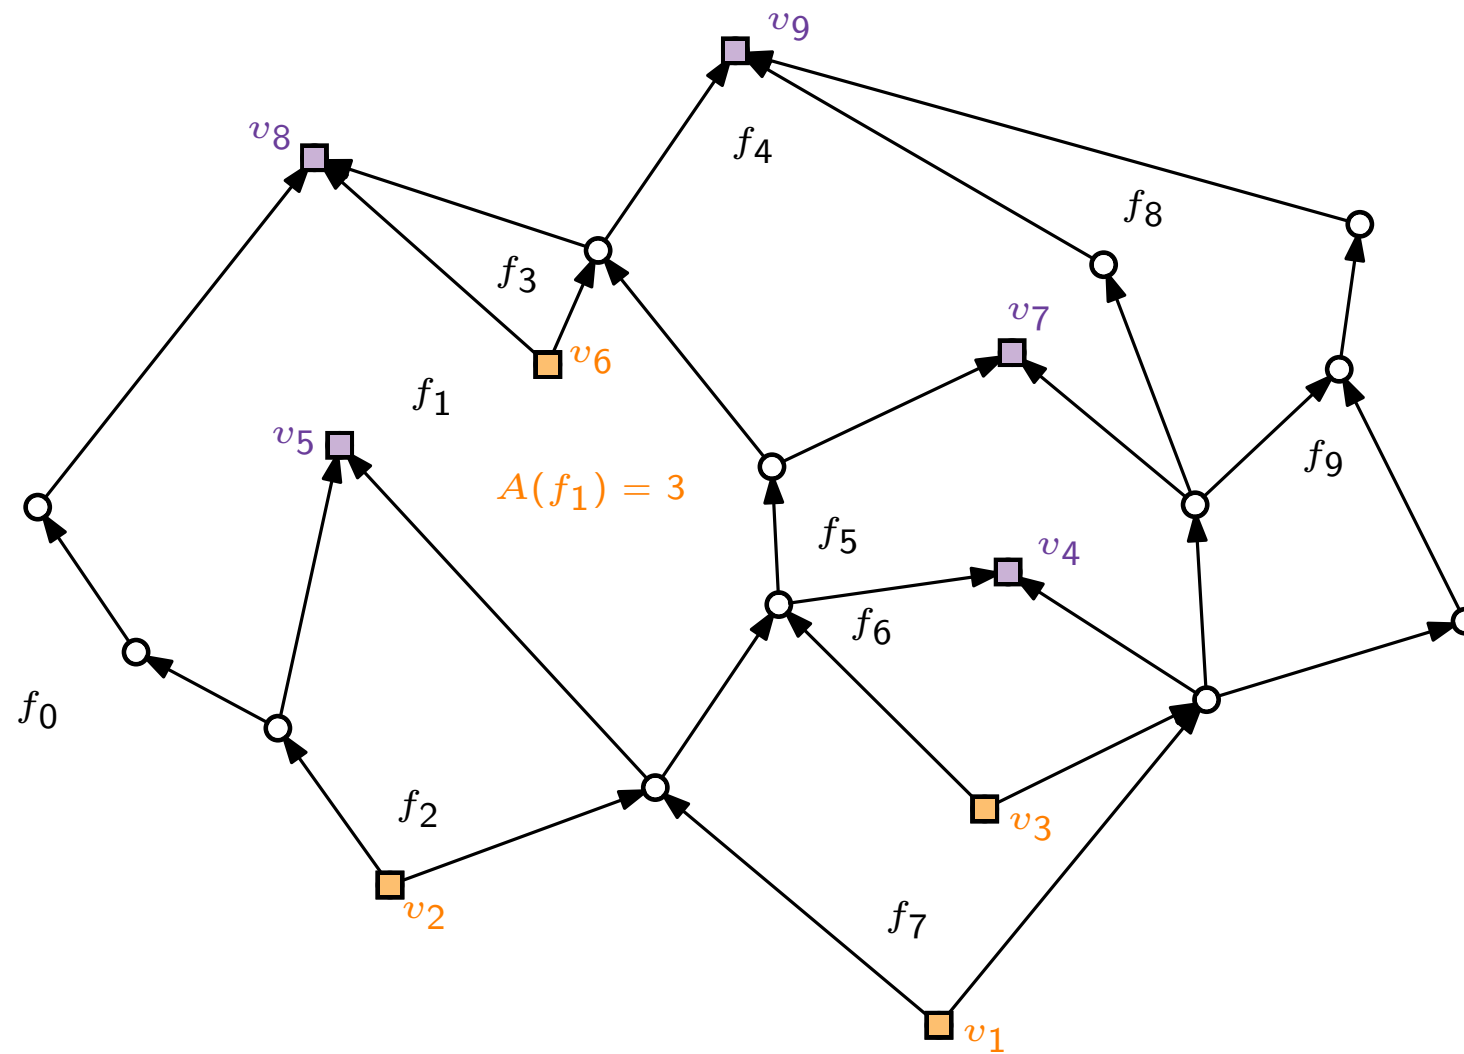 v₉
v₈
f₄
f₈
f₃
v₇
v₆
f₁
v₅
f₉
A(f₁) = 3
f₅
v₄
f₆
f₀
f₂
v₃
v₂
f₇
v₁